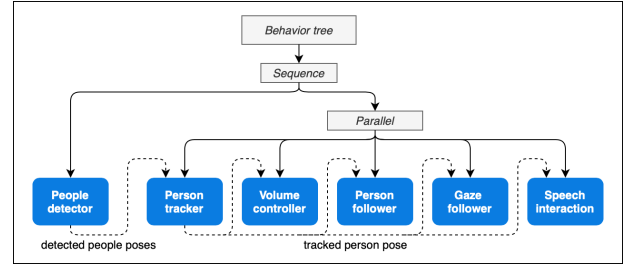 Behavior tree
Sequence
Parallel
People
detector
Person
tracker
Volume
controller
Person
follower
Gaze
follower
Speech
interaction
detected people poses
tracked person pose